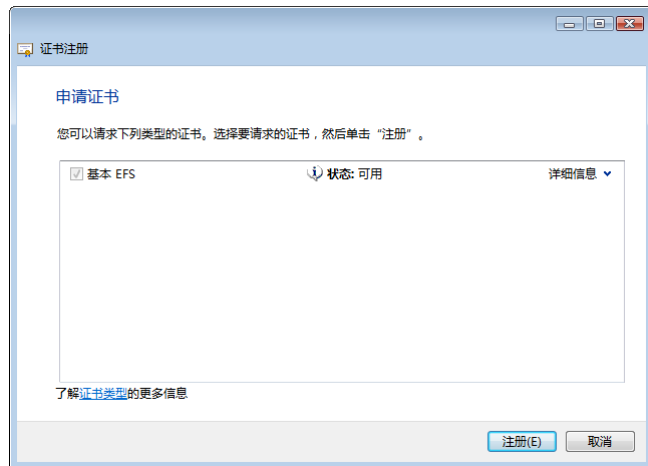 证书注册
申请证书
您可以请求下列类型的证书。选择要请求的证书，然后单击“注册”。
基本 EFS 状态: 可用 详细信息
了解证书类型的更多信息
注册(E) 取消